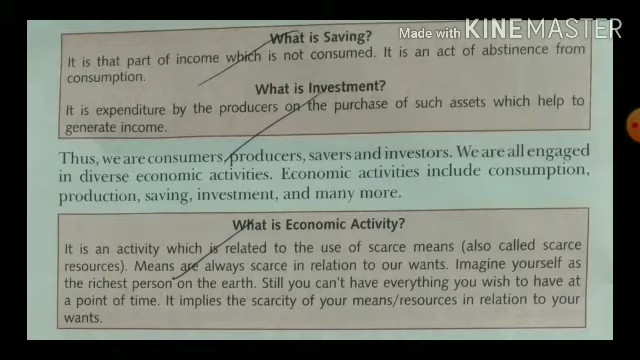 Made with KINEMASTER
What is Saving?
It is that part of income which is not consumed. It is an act of abstinence from
consumption.
What is Investment?
It is expenditure by the producers on the purchase of such assets which help to
generate income.
Thus, we are consumers, producers, savers and investors. We are all engaged
in diverse economic activities. Economic activities include consumption,
production, saving, investment, and many more.
What is Economic Activity?
It is an activity which is related to the use of scarce means (also called scarce
resources). Means are always scarce in relation to our wants. Imagine yourself as
the richest person on the earth. Still you can't have everything you wish to have at
a point of time. It implies the scarcity of your means/resources in relation to your
wants.